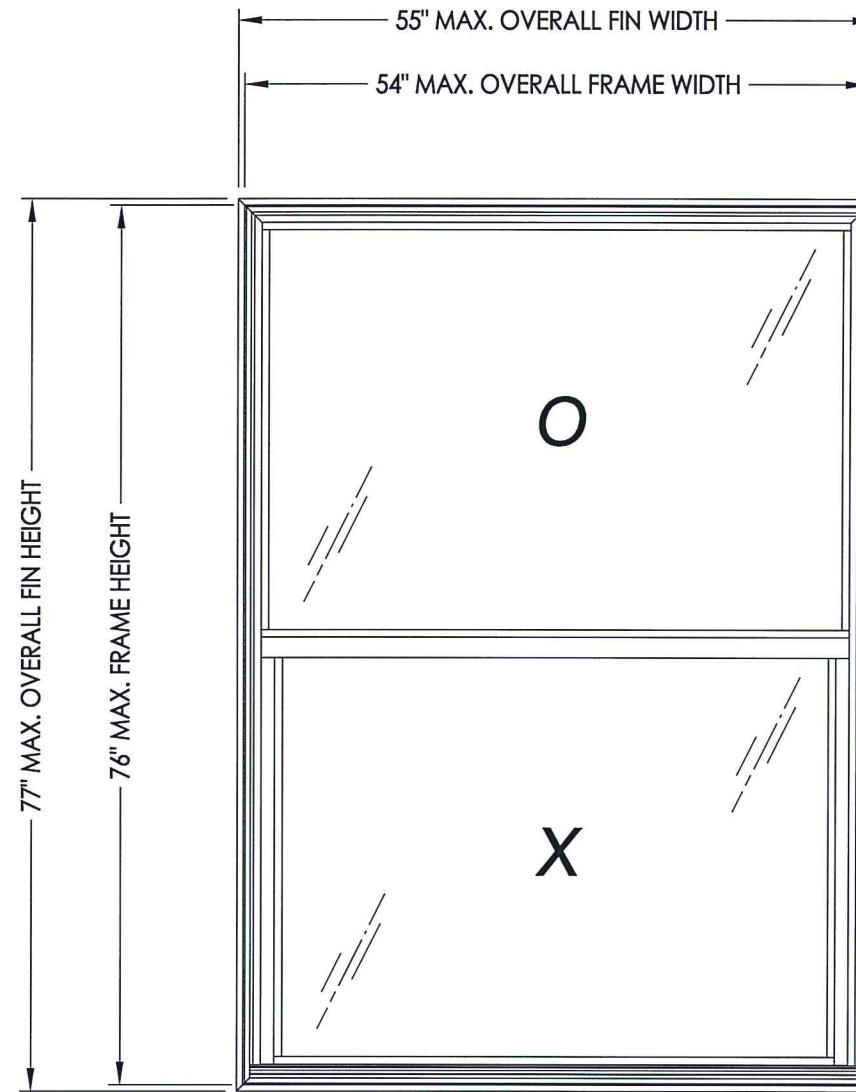 55" MAX. OVERALL FIN WIDTH
54" MAX. OVERALL FRAME WIDTH
77" MAX. OVERALL FIN HEIGHT
76" MAX. FRAME HEIGHT
O
X